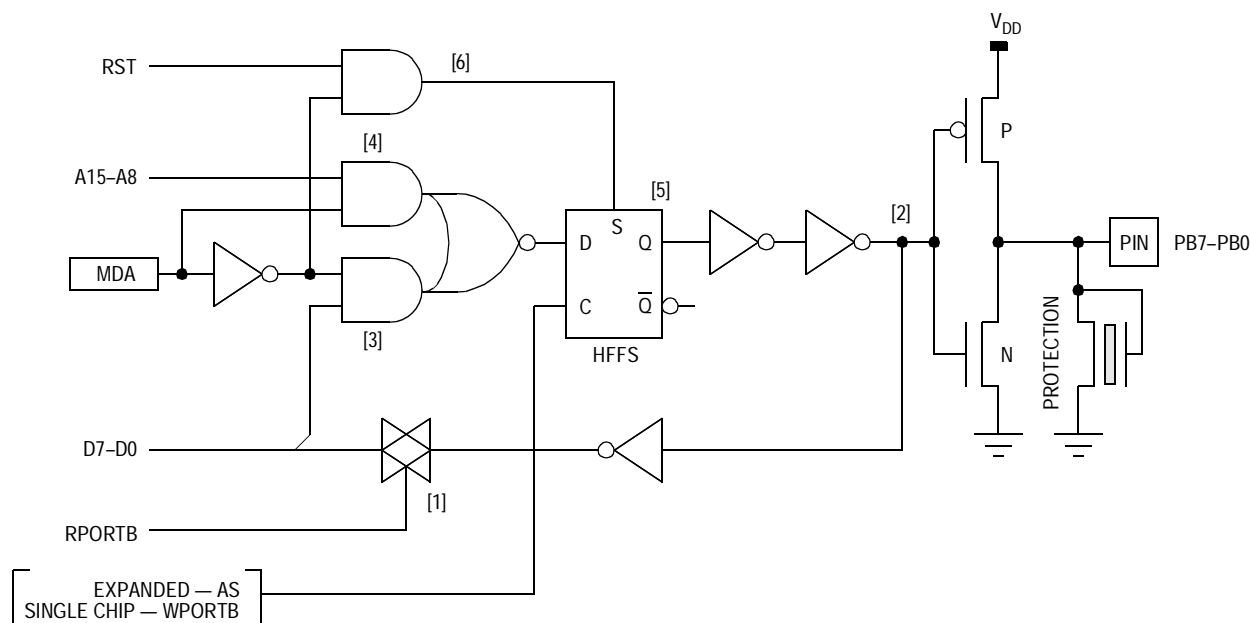 V_DD
RST
[6]
P
[4]
A15–A8
[5]
[2]
S
D
Q
PIN
PB7–PB0
MDA
C
Q̅
[3]
HFFS
N
PROTECTION
D7–D0
[1]
RPORTB
EXPANDED — AS
SINGLE CHIP — WPORTB